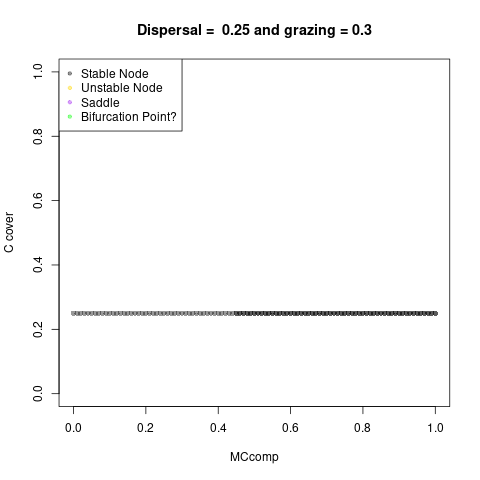 Dispersal =  0.25 and grazing = 0.3
Stable Node
Unstable Node
Saddle
Bifurcation Point?
C cover
1.0
0.8
0.6
0.4
0.2
0.0
0.0 0.2 0.4 0.6 0.8 1.0
MCcomp